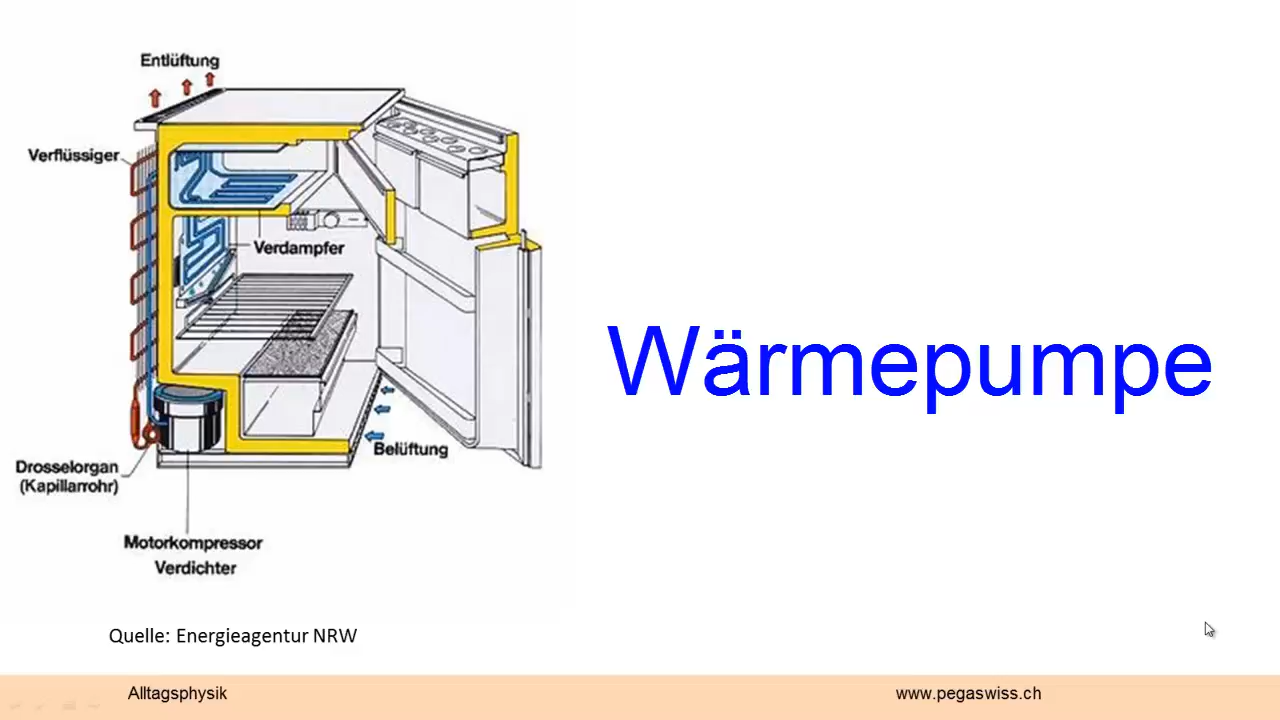 Entlüftung
Verflüssiger
Verdampfer
Wärmepumpe
Belüftung
Drosselorgan
(Kapillarrohr)
Motorkompressor
Verdichter
Quelle: Energieagentur NRW
Alltagsphysik
www.pegaswiss.ch